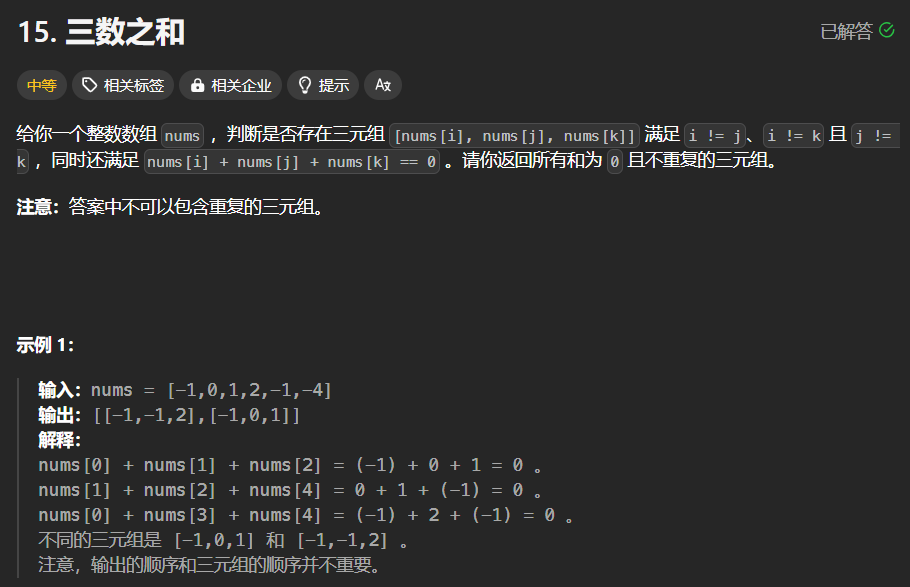 15. 三数之和
已解答
中等 相关标签 相关企业 提示
给你一个整数数组 nums ，判断是否存在三元组 [nums[i], nums[j], nums[k]] 满足 i != j、i != k 且 j !=
k ，同时还满足 nums[i] + nums[j] + nums[k] == 0 。请你返回所有和为 0 且不重复的三元组。
注意：答案中不可以包含重复的三元组。
示例 1：
输入：nums = [-1,0,1,2,-1,-4]
输出：[[-1,-1,2],[-1,0,1]]
解释：
nums[0] + nums[1] + nums[2] = (-1) + 0 + 1 = 0 。
nums[1] + nums[2] + nums[4] = 0 + 1 + (-1) = 0 。
nums[0] + nums[3] + nums[4] = (-1) + 2 + (-1) = 0 。
不同的三元组是 [-1,0,1] 和 [-1,-1,2] 。
注意，输出的顺序和三元组的顺序并不重要。